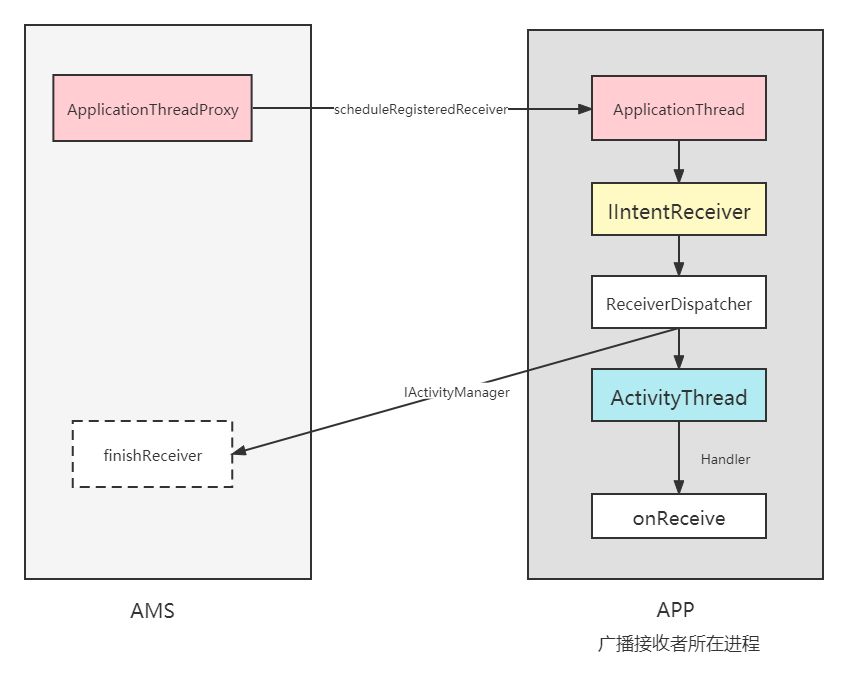 ApplicationThreadProxy
scheduleRegisteredReceiver
ApplicationThread
IIntentReceiver
ReceiverDispatcher
IActivityManager
ActivityThread
finishReceiver
Handler
onReceive
AMS
APP
广播接收者所在进程